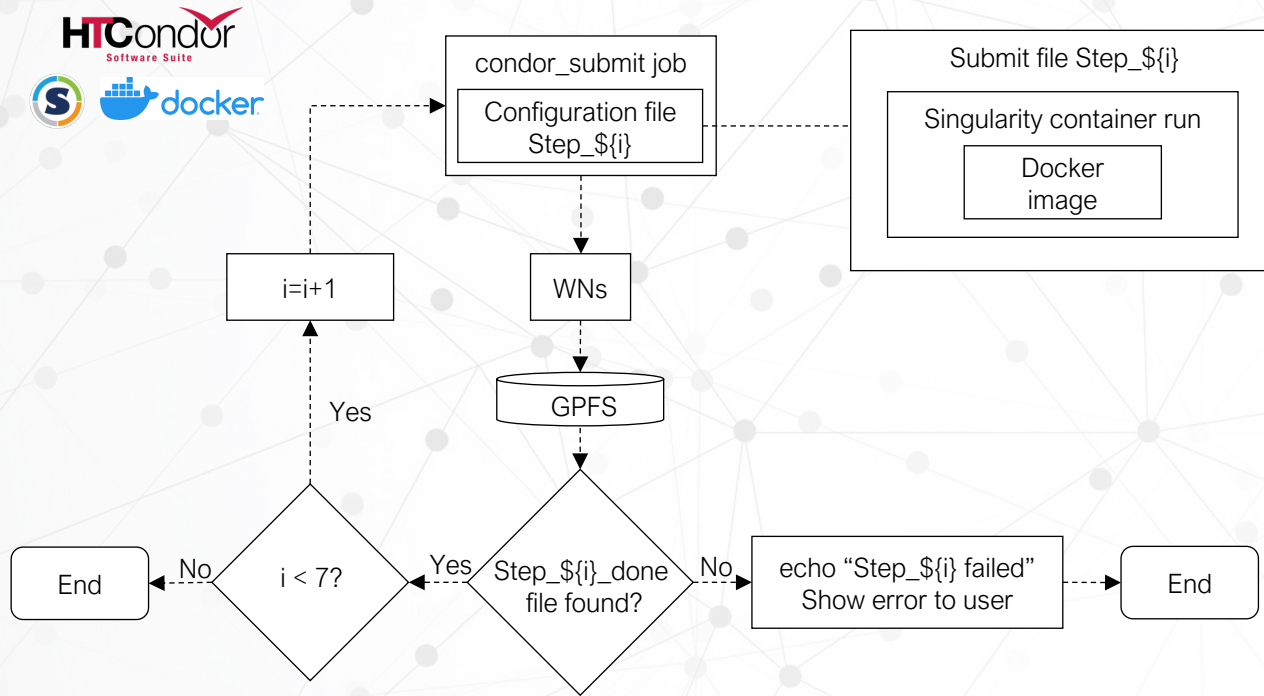 HTCondor
Software Suite
S
docker
condor_submit job
Configuration file
Step_${i}
Submit file Step_${i}
Singularity container run
Docker
image
i=i+1
WNs
GPFS
Yes
End
No
i < 7?
Yes
Step_${i}_done
file found?
No
echo “Step_${i} failed”
Show error to user
End